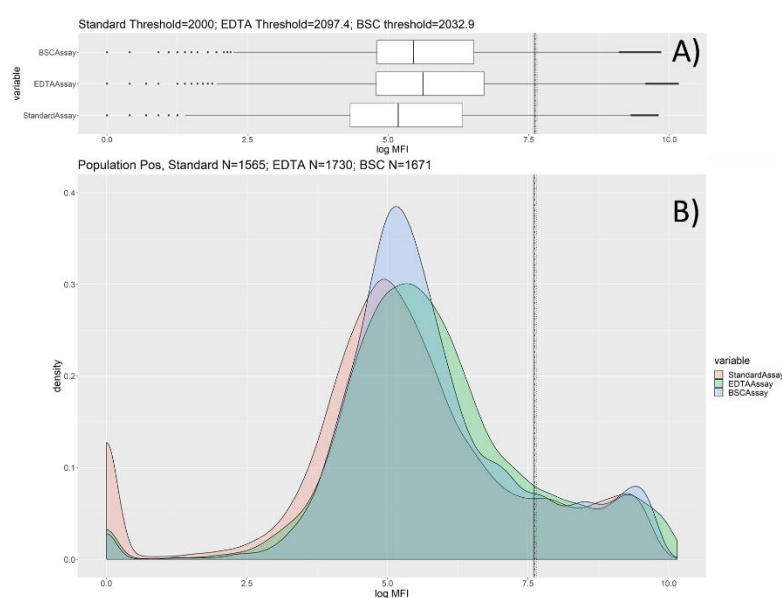 Standard Threshold=2000; EDTA Threshold=2097.4; BSC threshold=2032.9
A)
variable
BSCAssay
EDTAAssay
StandardAssay
0.0 2.5 5.0 7.5 10.0
log MFI
Population Pos, Standard N=1565; EDTA N=1730; BSC N=1671
B)
density
0.4
0.3
0.2
0.1
0.0
0.0 2.5 5.0 7.5 10.0
log MFI
variable
StandardAssay
EDTAAssay
BSCAssay